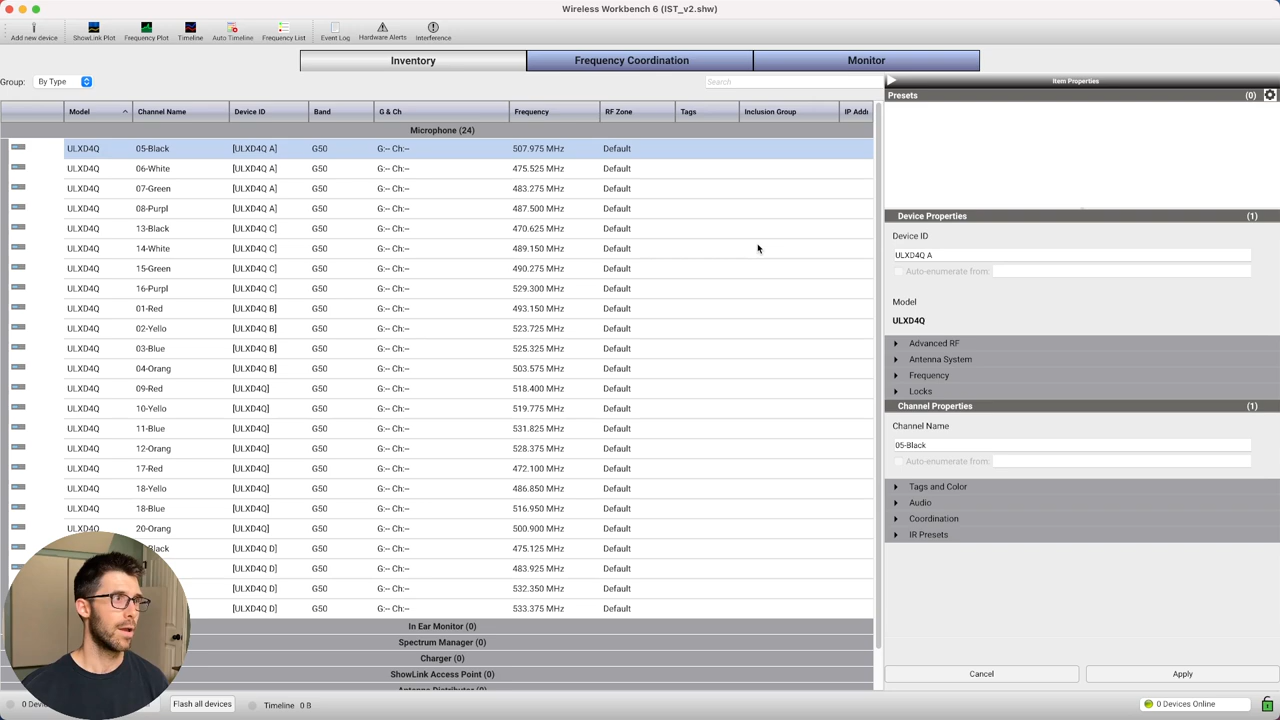 Wireless Workbench 6 (IST_v2.shw)
Add new device ShowLink Plot Frequency Plot Timeline Auto Timeline Frequency List Event Log Hardware Alerts Interference
Inventory Frequency Coordination Monitor
Group: By Type Search
Item Properties
Presets (0)
Model Channel Name Device ID Band G & Ch Frequency RF Zone Tags Inclusion Group IP Addr
Microphone (24)
ULXD4Q 05-Black [ULXD4Q A] G50 G:-- Ch:-- 507.975 MHz Default
ULXD4Q 06-White [ULXD4Q A] G50 G:-- Ch:-- 475.525 MHz Default
ULXD4Q 07-Green [ULXD4Q A] G50 G:-- Ch:-- 483.275 MHz Default
ULXD4Q 08-Purpl [ULXD4Q A] G50 G:-- Ch:-- 487.500 MHz Default
ULXD4Q 13-Black [ULXD4Q C] G50 G:-- Ch:-- 470.625 MHz Default
ULXD4Q 14-White [ULXD4Q C] G50 G:-- Ch:-- 489.150 MHz Default
ULXD4Q 15-Green [ULXD4Q C] G50 G:-- Ch:-- 490.275 MHz Default
ULXD4Q 16-Purpl [ULXD4Q C] G50 G:-- Ch:-- 529.300 MHz Default
ULXD4Q 01-Red [ULXD4Q B] G50 G:-- Ch:-- 493.150 MHz Default
ULXD4Q 02-Yello [ULXD4Q B] G50 G:-- Ch:-- 523.725 MHz Default
ULXD4Q 03-Blue [ULXD4Q B] G50 G:-- Ch:-- 525.325 MHz Default
ULXD4Q 04-Orang [ULXD4Q B] G50 G:-- Ch:-- 503.575 MHz Default
ULXD4Q 09-Red [ULXD4Q] G50 G:-- Ch:-- 518.400 MHz Default
ULXD4Q 10-Yello [ULXD4Q] G50 G:-- Ch:-- 519.775 MHz Default
ULXD4Q 11-Blue [ULXD4Q] G50 G:-- Ch:-- 531.825 MHz Default
ULXD4Q 12-Orang [ULXD4Q] G50 G:-- Ch:-- 528.375 MHz Default
ULXD4Q 17-Red [ULXD4Q] G50 G:-- Ch:-- 472.100 MHz Default
ULXD4Q 18-Yello [ULXD4Q] G50 G:-- Ch:-- 486.850 MHz Default
ULXD4Q 18-Blue [ULXD4Q] G50 G:-- Ch:-- 516.950 MHz Default
ULXD4Q 20-Orang [ULXD4Q] G50 G:-- Ch:-- 500.900 MHz Default
Black [ULXD4Q D] G50 G:-- Ch:-- 475.125 MHz Default
[ULXD4Q D] G50 G:-- Ch:-- 483.925 MHz Default
[ULXD4Q D] G50 G:-- Ch:-- 532.350 MHz Default
[ULXD4Q D] G50 G:-- Ch:-- 533.375 MHz Default
In Ear Monitor (0)
Spectrum Manager (0)
Charger (0)
ShowLink Access Point (0)
Device Properties (1)
Device ID
ULXD4Q A
Auto-enumerate from:
Model
ULXD4Q
Advanced RF
Antenna System
Frequency
Locks
Channel Properties (1)
Channel Name
05-Black
Auto-enumerate from:
Tags and Color
Audio
Coordination
IR Presets
Cancel Apply
0 Flash all devices Timeline 0 B 0 Devices Online